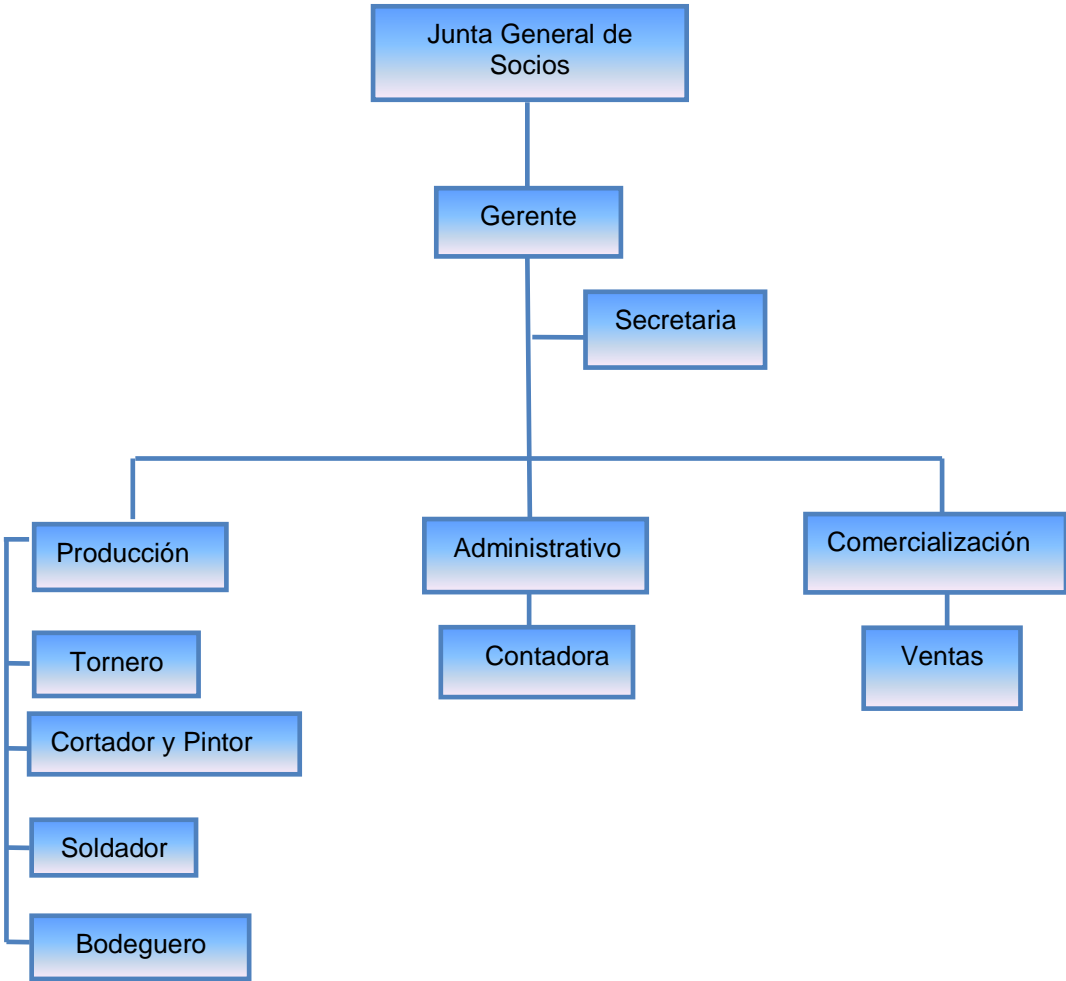 Junta General de
Socios
Gerente
Secretaria
Producción
Administrativo
Comercialización
Tornero
Contadora
Ventas
Cortador y Pintor
Soldador
Bodeguero